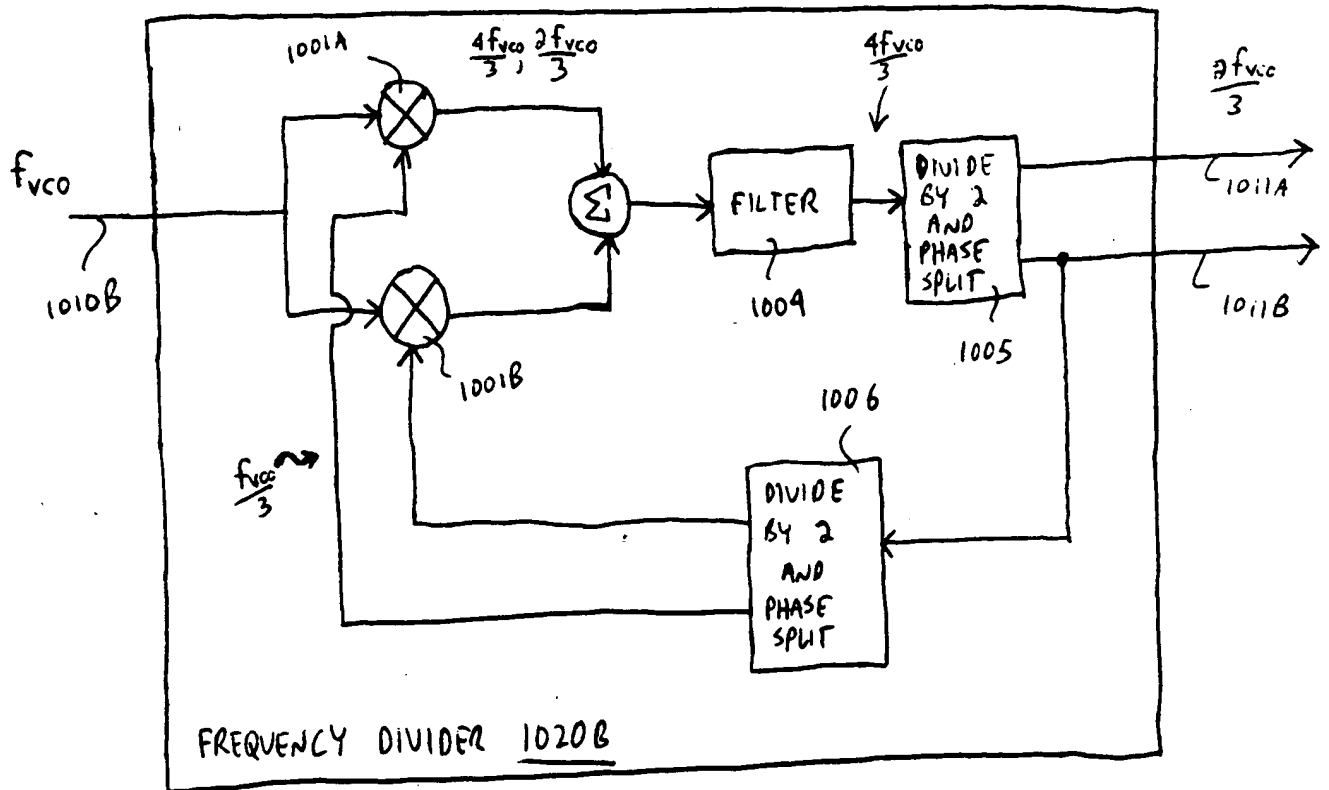 1001A
4fvco/3, 2fvco/3
4fvco/3
2fvco/3
fvco
1010B
Σ
FILTER
1004
DIVIDE
BY 2
AND
PHASE
SPLIT
1005
1011A
1011B
1001B
fvco/3
1006
DIVIDE
BY 2
AND
PHASE
SPLIT
FREQUENCY DIVIDER 1020B